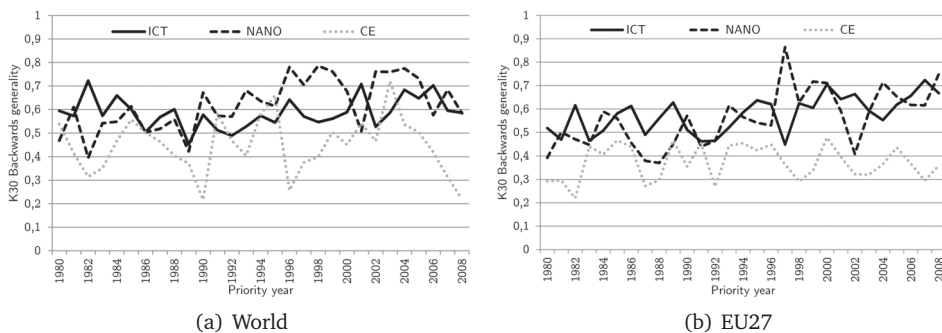 1
0,9
0,8
0,7
0,6
0,5
0,4
0,3
0,2
0,1
0
K30 Backwards generality
ICT NANO CE
1980 1982 1984 1986 1988 1990 1992 1994 1996 1998 2000 2002 2004 2006 2008
Priority year
(a) World
1
0,9
0,8
0,7
0,6
0,5
0,4
0,3
0,2
0,1
0
K30 Backwards generality
ICT NANO CE
1980 1982 1984 1986 1988 1990 1992 1994 1996 1998 2000 2002 2004 2006 2008
Priority year
(b) EU27